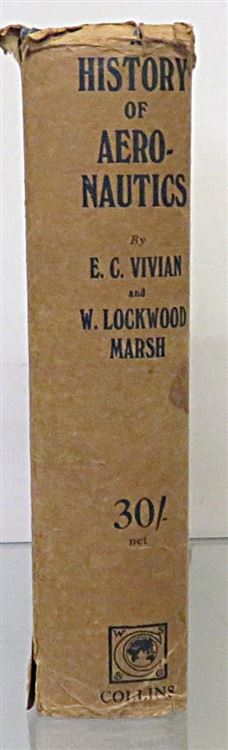 A
HISTORY
OF
AERO-
NAUTICS
By
E. C. VIVIAN
and
W. LOCKWOOD
MARSH
30/-
net
COLLINS